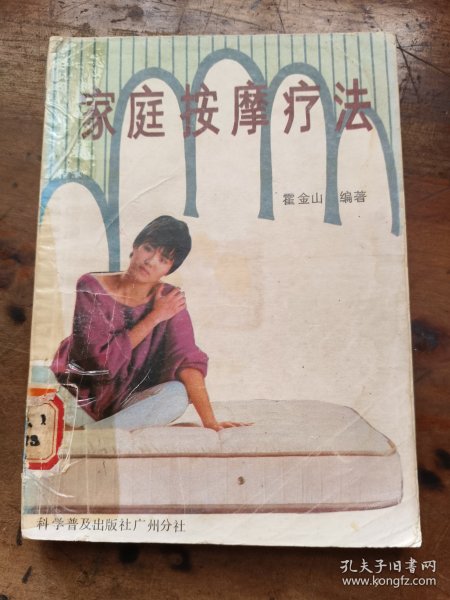 家庭按摩疗法
霍金山 编著
科学普及出版社广州分社
孔夫子旧书网
www.kongfz.com